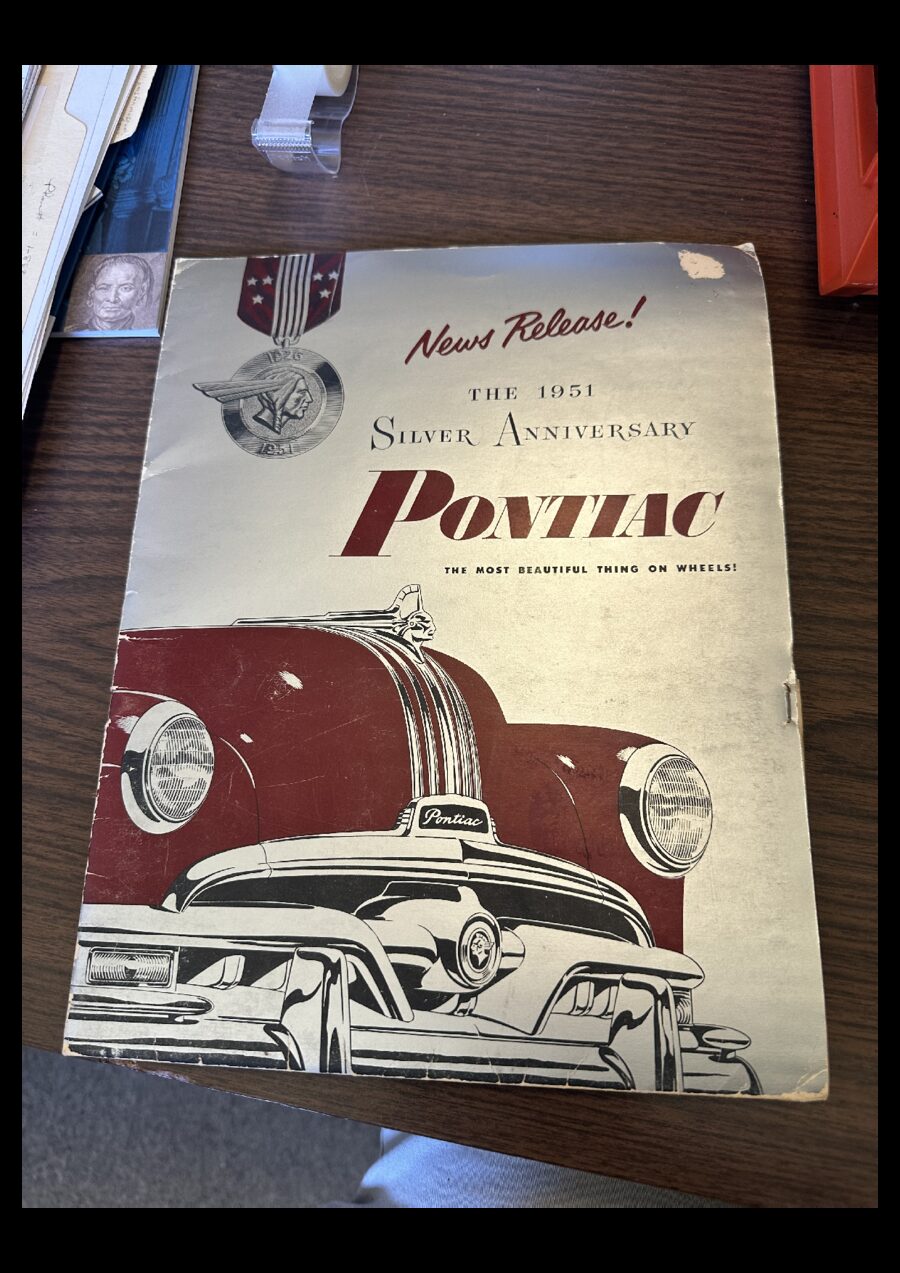 1926
1951
News Release!
THE 1951
SILVER ANNIVERSARY
PONTIAC
THE MOST BEAUTIFUL THING ON WHEELS!
Pontiac